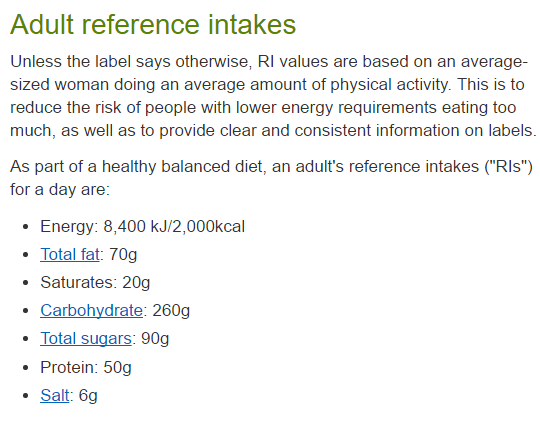 Adult reference intakes
Unless the label says otherwise, RI values are based on an average-
sized woman doing an average amount of physical activity. This is to
reduce the risk of people with lower energy requirements eating too
much, as well as to provide clear and consistent information on labels.
As part of a healthy balanced diet, an adult's reference intakes ("RIs")
for a day are:
• Energy: 8,400 kJ/2,000kcal
• Total fat: 70g
• Saturates: 20g
• Carbohydrate: 260g
• Total sugars: 90g
• Protein: 50g
• Salt: 6g